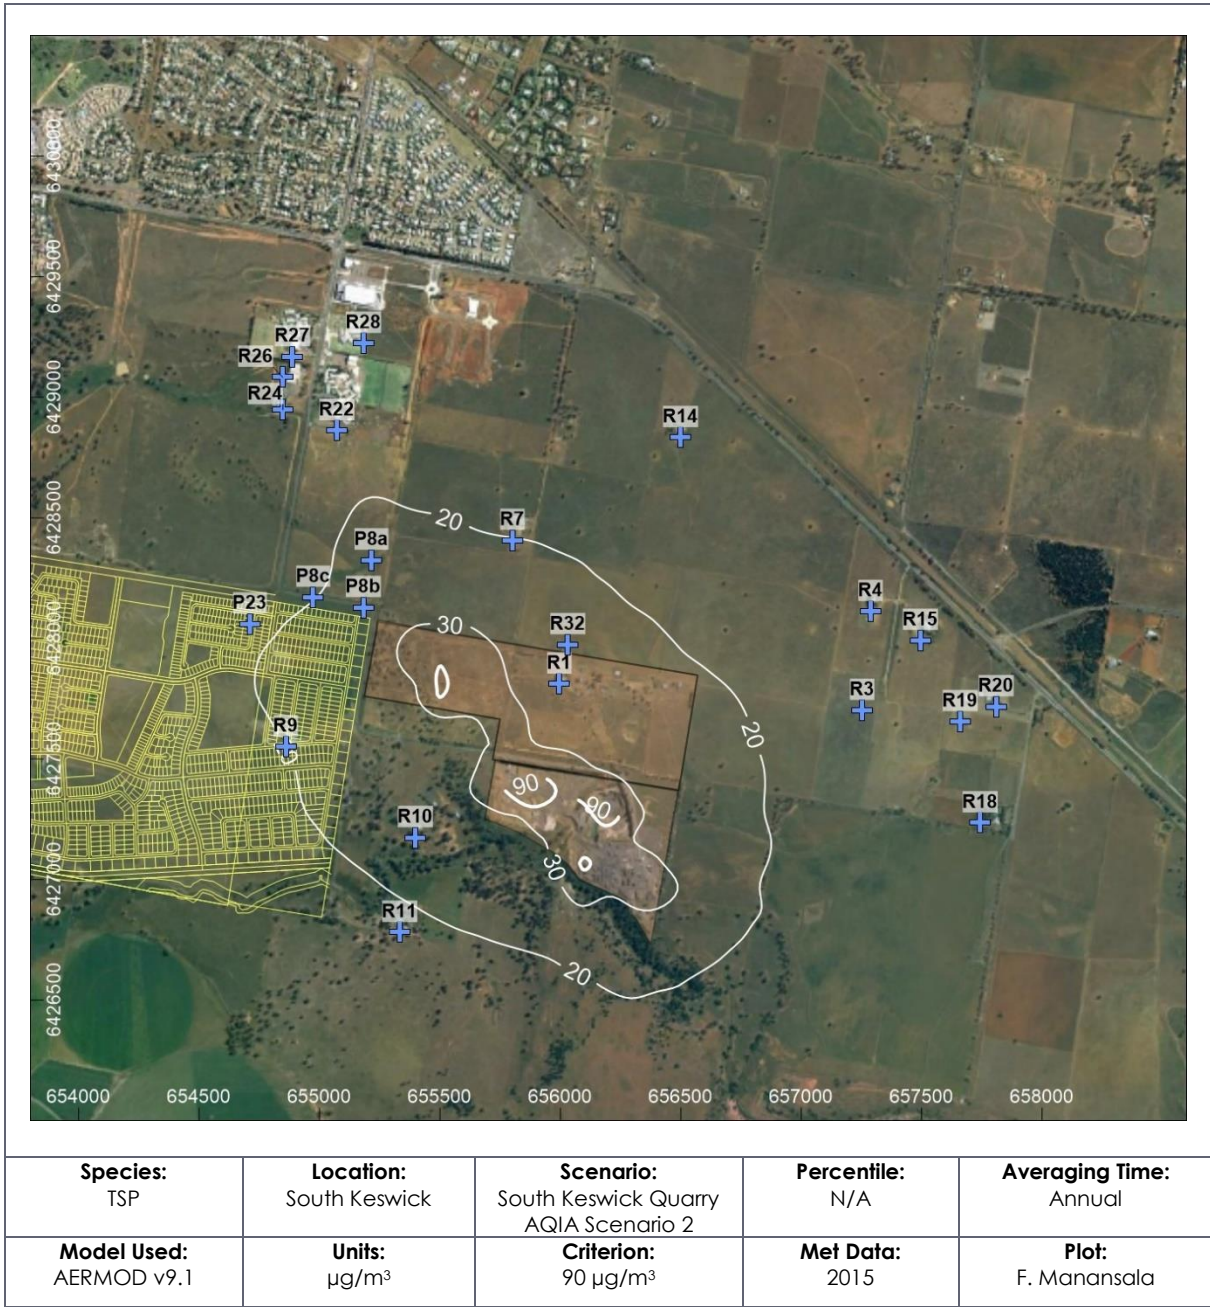 6430000
6429500
6429000
6428500
6428000
6427500
6427000
6426500
R27
R28
R26
R24
R22
R14
20
R7
P8a
P8c
P8b
P23
30
R32
R1
R4
R15
R3
R19
R20
20
R9
90
90
R10
R18
30
R11
20
654000 654500 655000 655500 656000 656500 657000 657500 658000
Species: Location: Scenario: Percentile: Averaging Time:
TSP South Keswick South Keswick Quarry N/A Annual
AQIA Scenario 2
Model Used: Units: Criterion: Met Data: Plot:
AERMOD v9.1 µg/m³ 90 µg/m³ 2015 F. Manansala